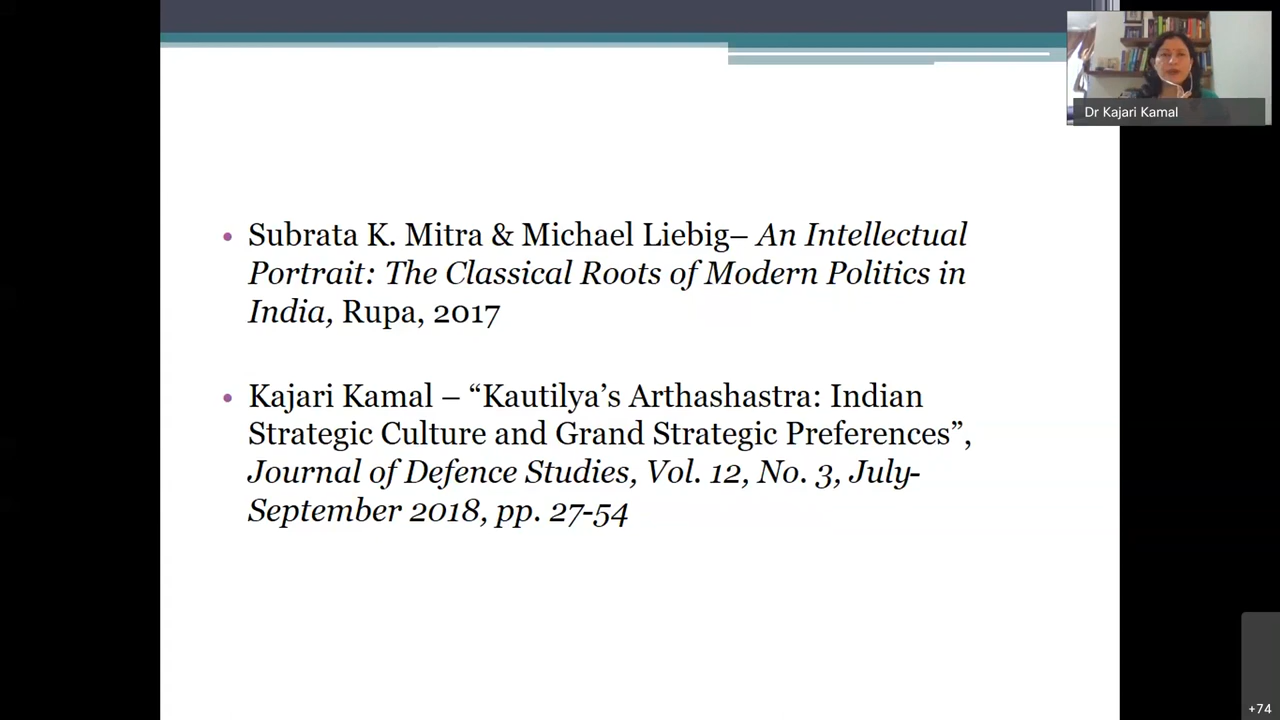 Dr Kajari Kamal
• Subrata K. Mitra & Michael Liebig– An Intellectual
Portrait: The Classical Roots of Modern Politics in
India, Rupa, 2017
• Kajari Kamal – “Kautilya’s Arthashastra: Indian
Strategic Culture and Grand Strategic Preferences”,
Journal of Defence Studies, Vol. 12, No. 3, July-
September 2018, pp. 27-54
+74